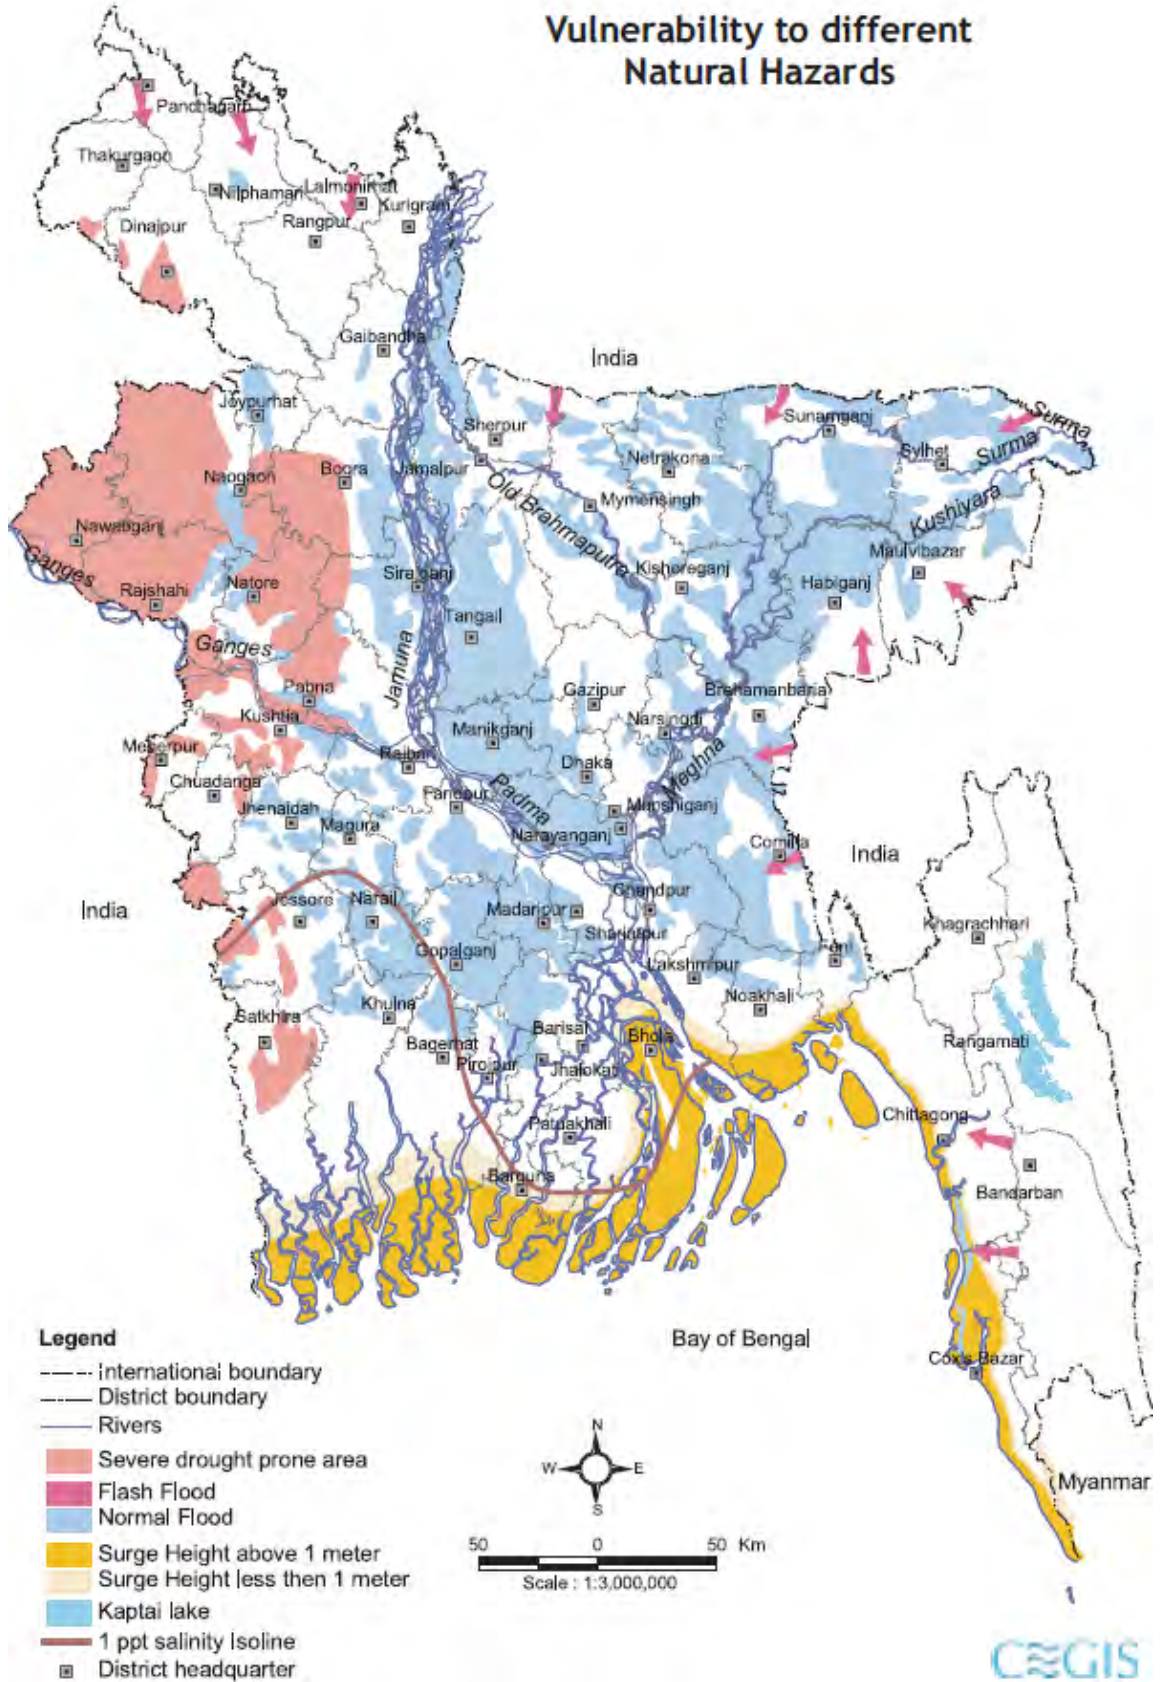 Vulnerability to different
Natural Hazards
Panchagarh
Thakurgaon
Nilphamari
Lalmonirhat
Kurigram
Dinajpur
Rangpur
Gaibandha
India
Joypurhat
Sherpur
Sunamganj
Surma
Sylhet
Surma
Naogaon
Bogra
Jamalpur
Netrakona
Old Brahmaputra
Mymensingh
Kushiyara
Nawabganj
Ganges
Maulvibazar
Rajshahi
Natore
Sirajganj
Kishoreganj
Habiganj
Tangail
Ganges
Jamuna
Pabna
Gazipur
Brahamanbaria
Kushtia
Manikganj
Narsingdi
Meherpur
Rajbari
Dhaka
Meghna
Chuadanga
Faridpur
Padma
Munshiganj
Jhenaidah
Magura
Narayanganj
Comilla
India
India
Jessore
Narail
Madaripur
Chandpur
Khagrachhari
Shariatpur
Gopalganj
Lakshmipur
Feni
Noakhali
Satkhira
Khulna
Barisal
Bhola
Rangamati
Bagerhat
Pirojpur
Jhalokati
Patuakhali
Chittagong
Barguna
Bandarban
Bay of Bengal
Cox's Bazar
Myanmar
Legend
International boundary
District boundary
Rivers
Severe drought prone area
Flash Flood
Normal Flood
Surge Height above 1 meter
Surge Height less then 1 meter
Kaptai lake
1 ppt salinity Isoline
District headquarter
N
W
E
S
50 0 50 Km
Scale : 1:3,000,000
CEGIS